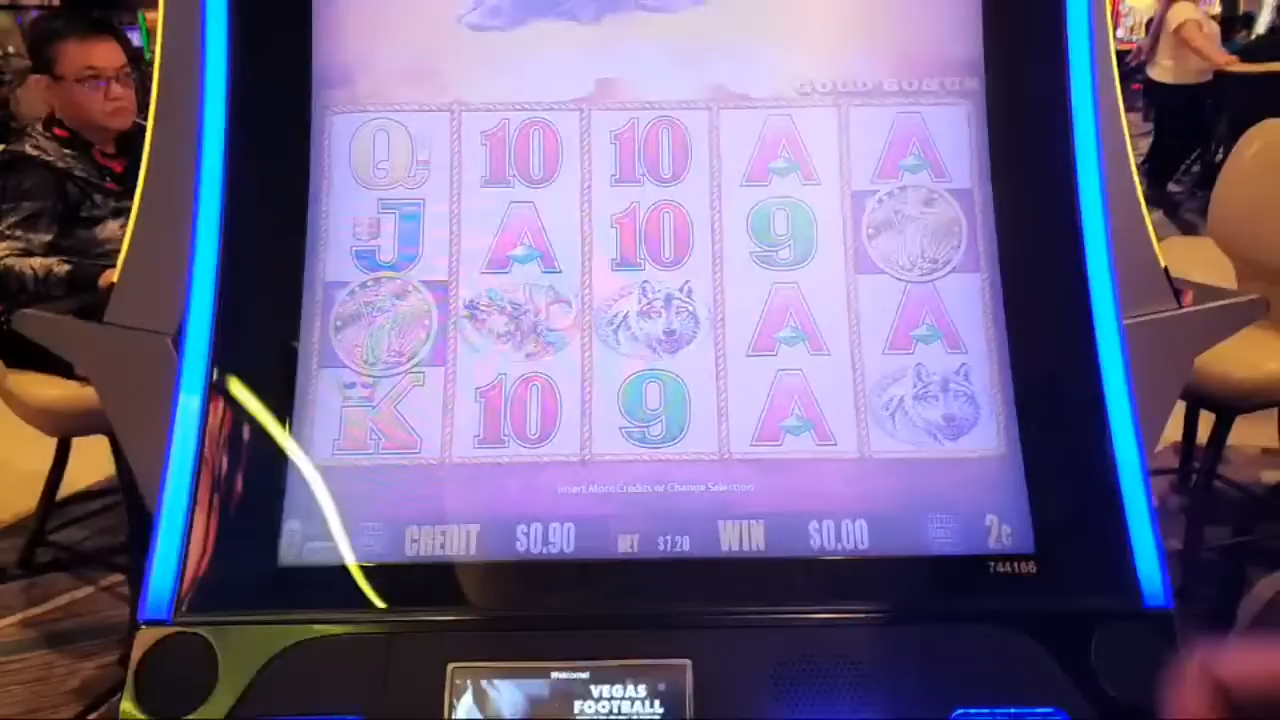 GOLD BONUS
Q 10 10 A A
J A 10 9
A A
K 10 9 A
Insert More Credits or Change Selection
CREDIT $0.90 BET $7.20 WIN $0.00 2¢
744166
Welcome!
VEGAS
FOOTBALL